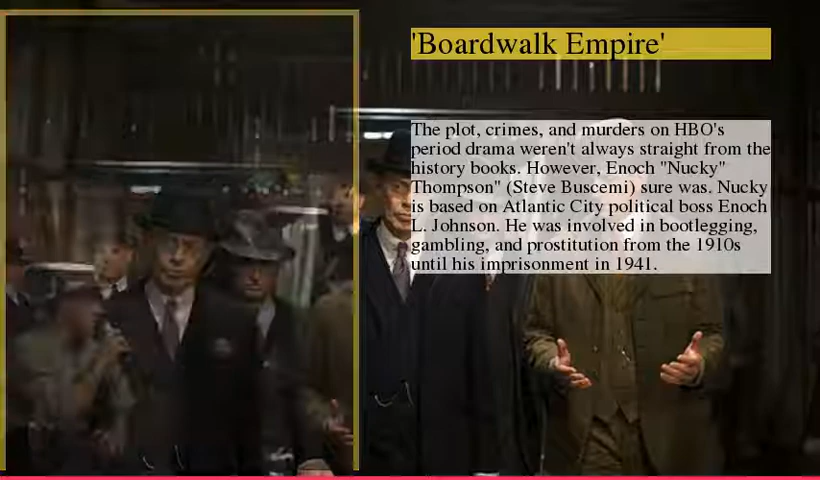 'Boardwalk Empire'
The plot, crimes, and murders on HBO's
period drama weren't always straight from the
history books. However, Enoch "Nucky"
Thompson" (Steve Buscemi) sure was. Nucky
is based on Atlantic City political boss Enoch
L. Johnson. He was involved in bootlegging,
gambling, and prostitution from the 1910s
until his imprisonment in 1941.